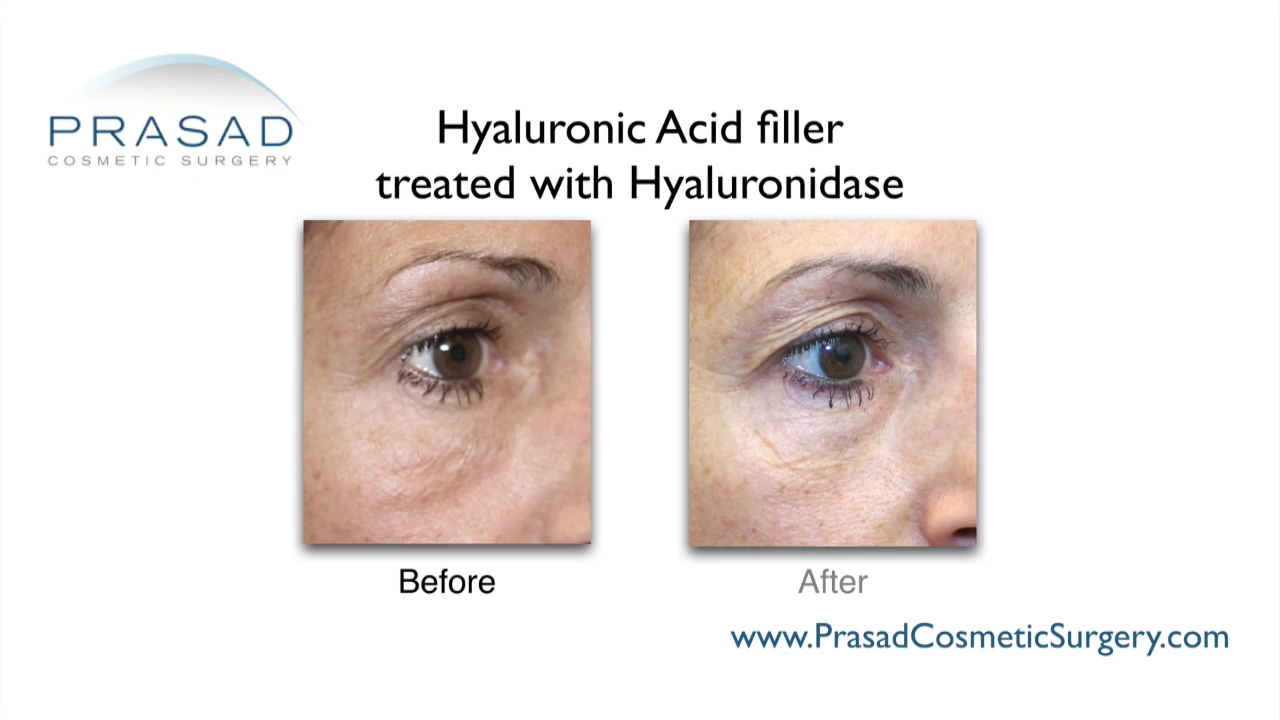 PRASAD
COSMETIC SURGERY
Hyaluronic Acid filler
treated with Hyaluronidase
Before
After
www.PrasadCosmeticSurgery.com